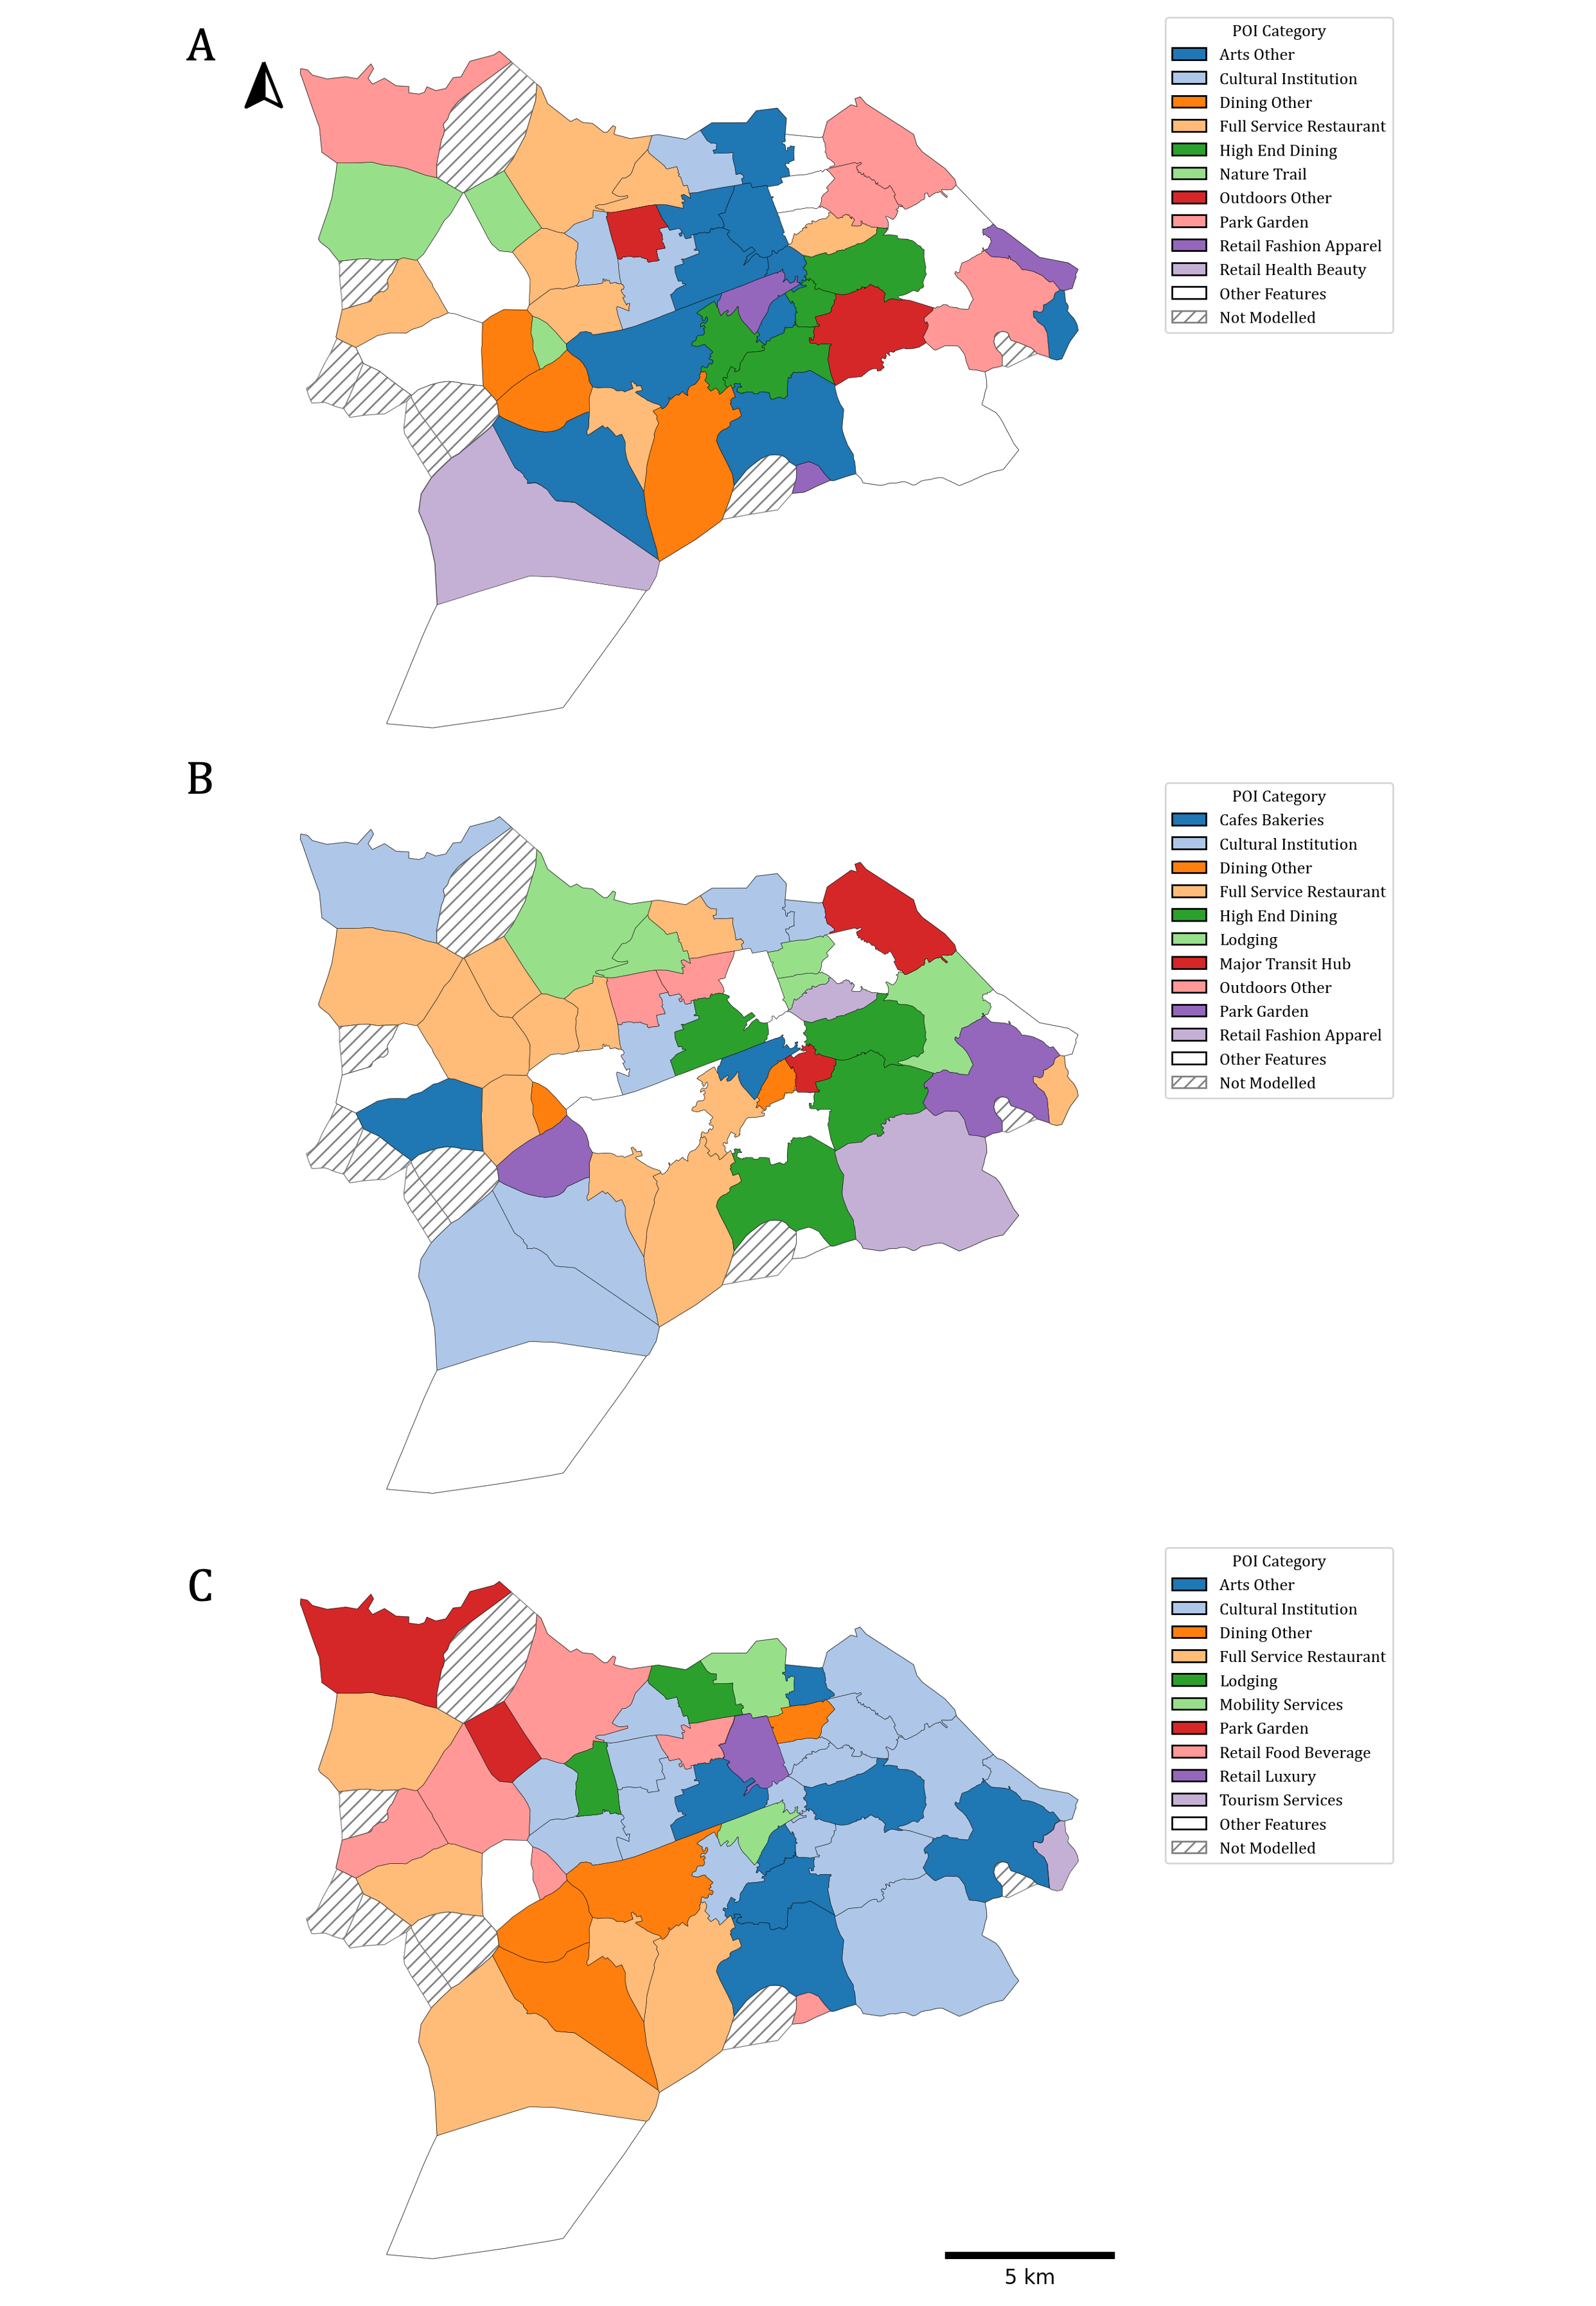 A
POI Category
Arts Other
Cultural Institution
Dining Other
Full Service Restaurant
High End Dining
Nature Trail
Outdoors Other
Park Garden
Retail Fashion Apparel
Retail Health Beauty
Other Features
Not Modelled
B
POI Category
Cafes Bakeries
Cultural Institution
Dining Other
Full Service Restaurant
High End Dining
Lodging
Major Transit Hub
Outdoors Other
Park Garden
Retail Fashion Apparel
Other Features
Not Modelled
C
POI Category
Arts Other
Cultural Institution
Dining Other
Full Service Restaurant
Lodging
Mobility Services
Park Garden
Retail Food Beverage
Retail Luxury
Tourism Services
Other Features
Not Modelled
5 km